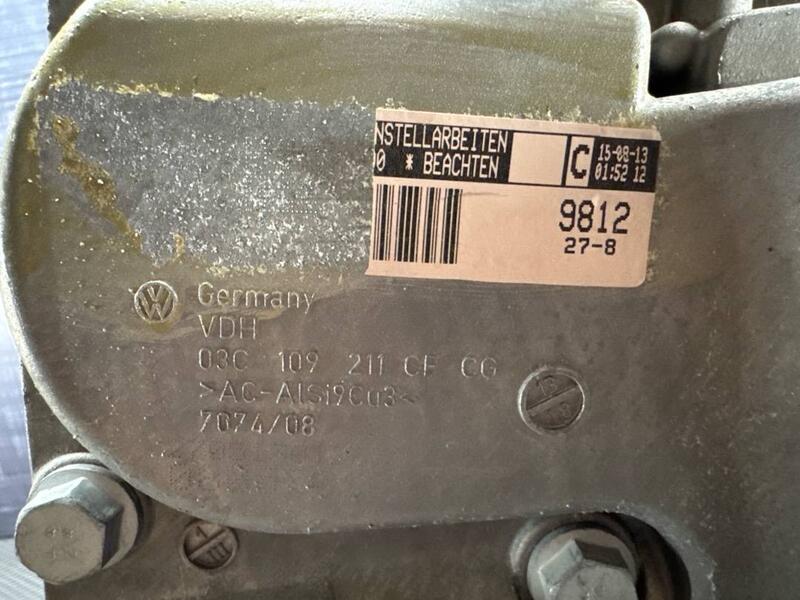 NSTELLARBEITEN
0 * BEACHTEN
C
15-08-13
01:52 12
9812
27-8
Germany
VDH
03C 109 211 CF CG
>AC-AlSi9Cu3<
7074/08